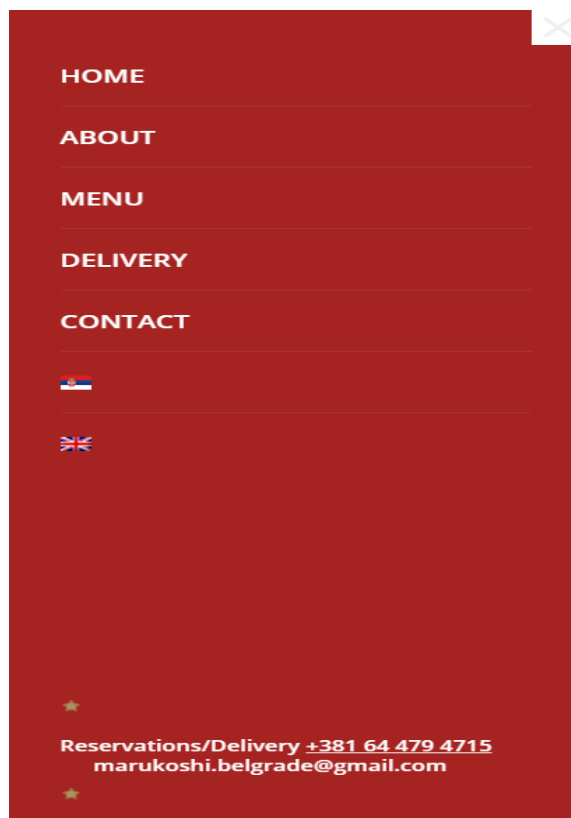 HOME
ABOUT
MENU
DELIVERY
CONTACT
Reservations/Delivery +381 64 479 4715
marukoshi.belgrade@gmail.com